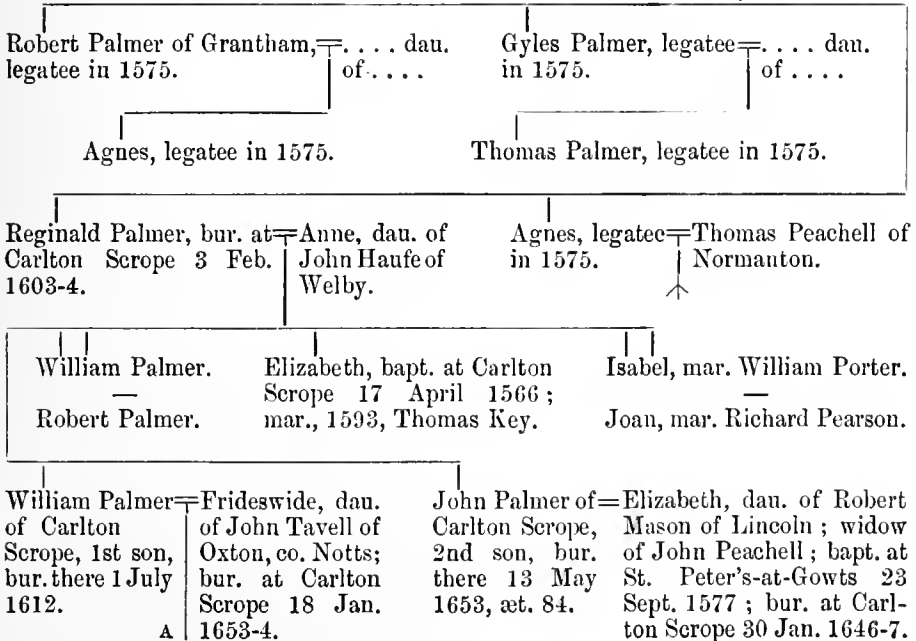 Robert Palmer of Grantham,=. . . . dau.
legatee in 1575. of . . . .
Gyles Palmer, legatee=. . . . dau.
in 1575. of . . . .
Agnes, legatee in 1575.
Thomas Palmer, legatee in 1575.
Reginald Palmer, bur. at=Anne, dau. of
Carlton Scrope 3 Feb. John Haufe of
1603-4. Welby.
Agnes, legatee=Thomas Peachell of
in 1575. Normanton.
William Palmer.
—
Robert Palmer.
Elizabeth, bapt. at Carlton
Scrope 17 April 1566 ;
mar., 1593, Thomas Key.
Isabel, mar. William Porter.
—
Joan, mar. Richard Pearson.
William Palmer=Frideswide, dau.
of Carlton of John Tavell of
Scrope, 1st son, Oxton, co. Notts;
bur. there 1 July bur. at Carlton
1612. Scrope 18 Jan.
A 1653-4.
John Palmer of=Elizabeth, dau. of Robert
Carlton Scrope, Mason of Lincoln ; widow
2nd son, bur. of John Peachell ; bapt. at
there 13 May St. Peter's-at-Gowts 23
1653, æt. 84. Sept. 1577 ; bur. at Carl-
ton Scrope 30 Jan. 1646-7.